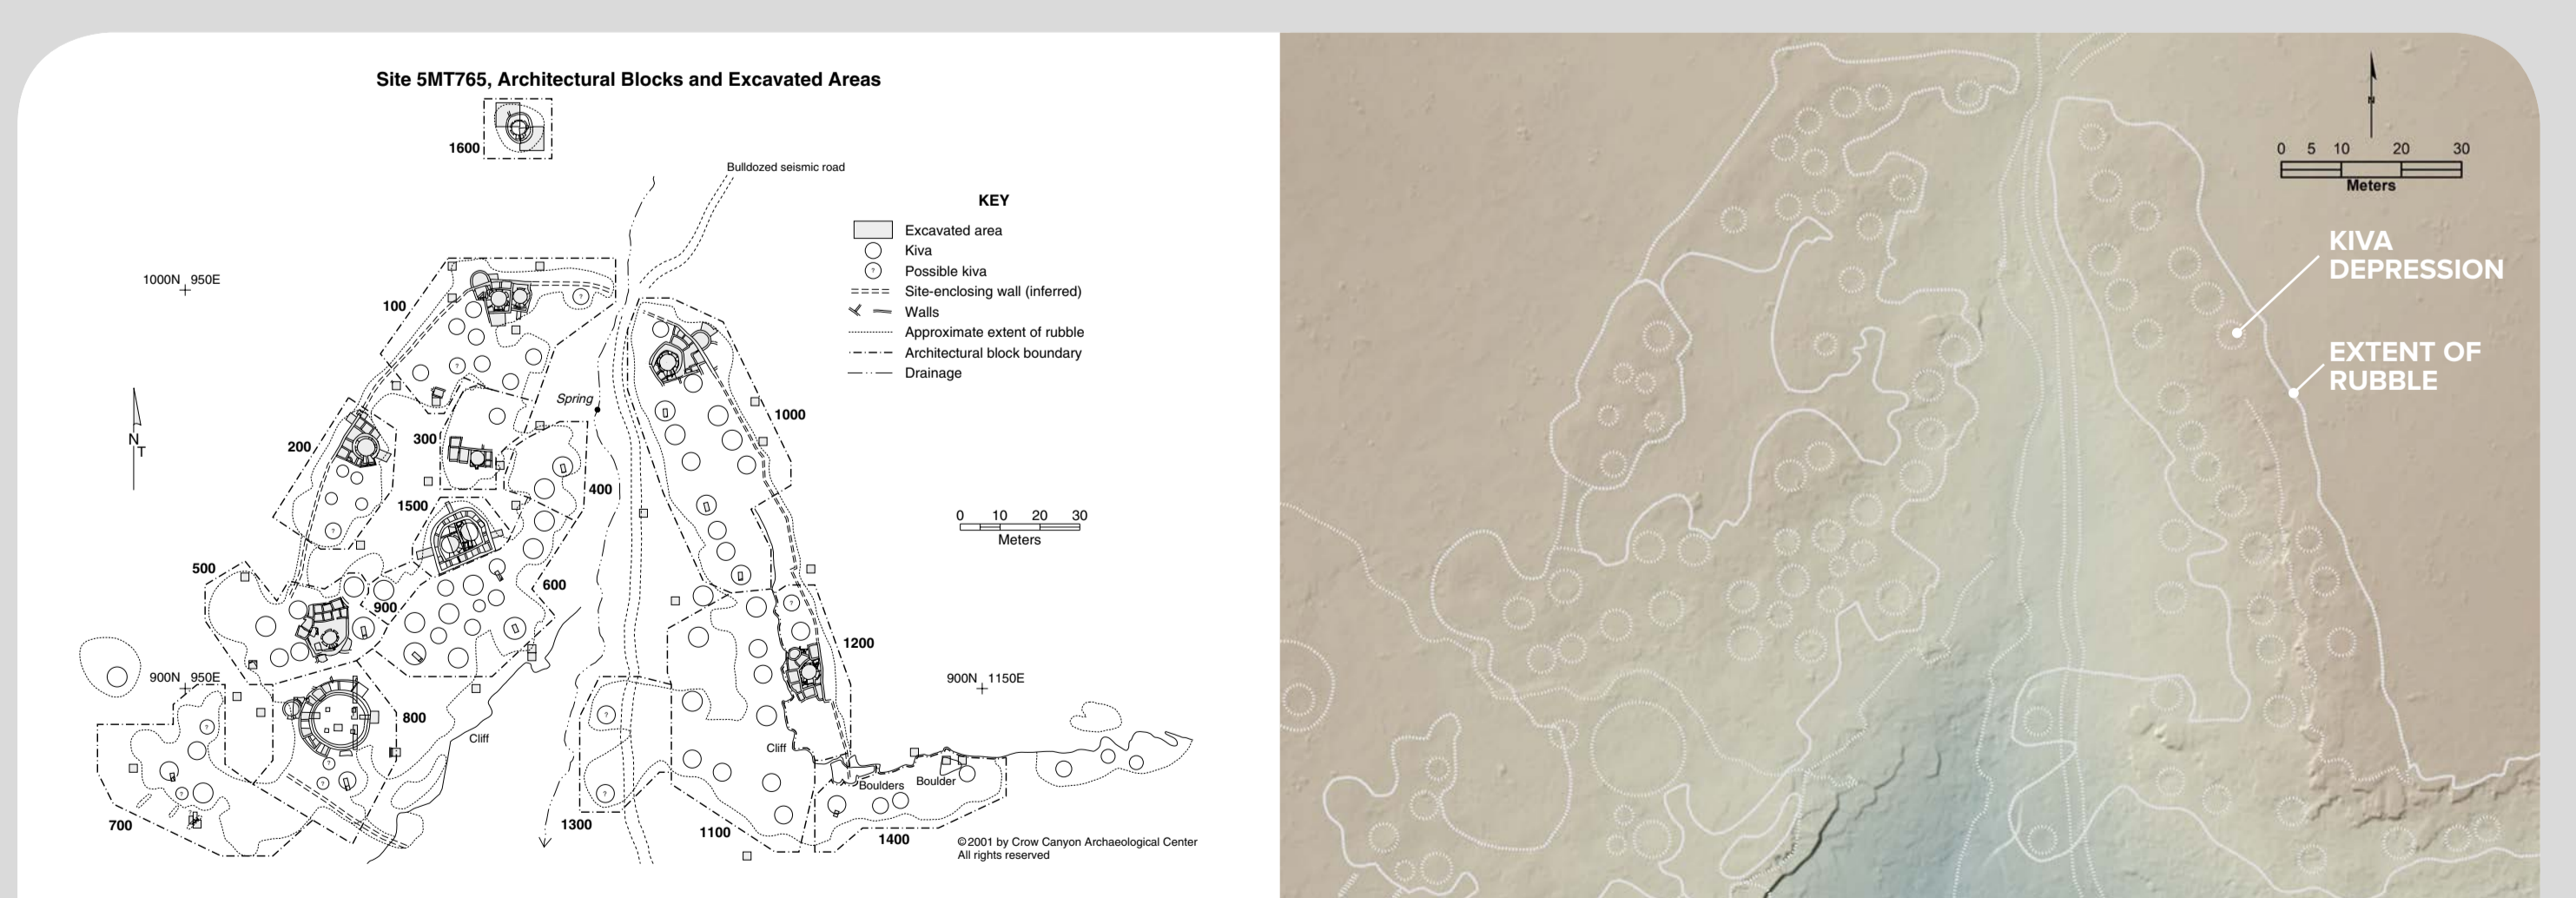 Site 5MT765, Architectural Blocks and Excavated Areas
1600
Bulldozed seismic road
KEY
Excavated area
Kiva
? Possible kiva
Site-enclosing wall (inferred)
Walls
Approximate extent of rubble
Architectural block boundary
Drainage
1000N 950E
100
?
?
Spring
1000
N
T
200
300
400
1500
?
0 10 20 30
Meters
500
600
900
?
1200
900N 950E
900N 1150E
800
?
?
Cliff
Cliff
?
?
?
?
Boulders
Boulder
700
1300
1100
1400
©2001 by Crow Canyon Archaeological Center
All rights reserved
N
0 5 10 20 30
Meters
KIVA
DEPRESSION
EXTENT OF
RUBBLE